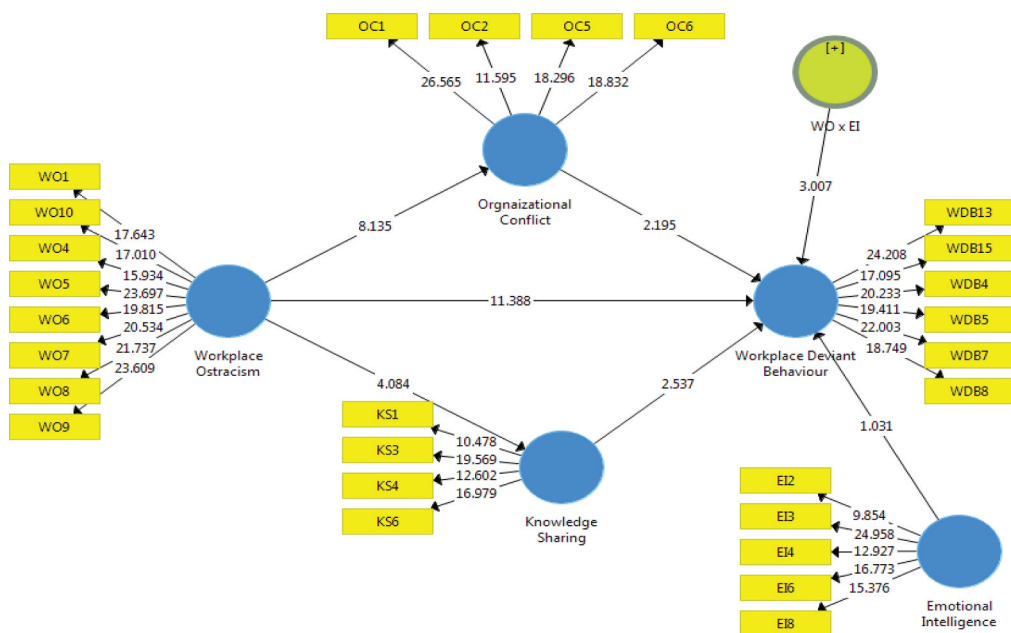 OC1
OC2
OC5
OC6
26.565
11.595
18.296
18.832
[+]
WO x EI
3.007
Orgnaizational
Conflict
8.135
2.195
WO1
WO10
WO4
WO5
WO6
WO7
WO8
WO9
17.643
17.010
15.934
23.697
19.815
20.534
21.737
23.609
Workplace
Ostracism
11.388
Workplace Deviant
Behaviour
24.208
17.095
20.233
19.411
22.003
18.749
WDB13
WDB15
WDB4
WDB5
WDB7
WDB8
4.084
2.537
1.031
KS1
KS3
KS4
KS6
10.478
19.569
12.602
16.979
Knowledge
Sharing
EI2
EI3
EI4
EI6
EI8
9.854
24.958
12.927
16.773
15.376
Emotional
Intelligence